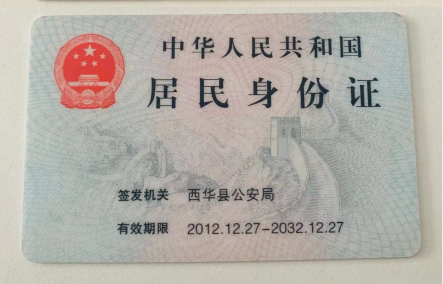 中华人民共和国
居民身份证
签发机关 西华县公安局
有效期限 2012.12.27-2032.12.27